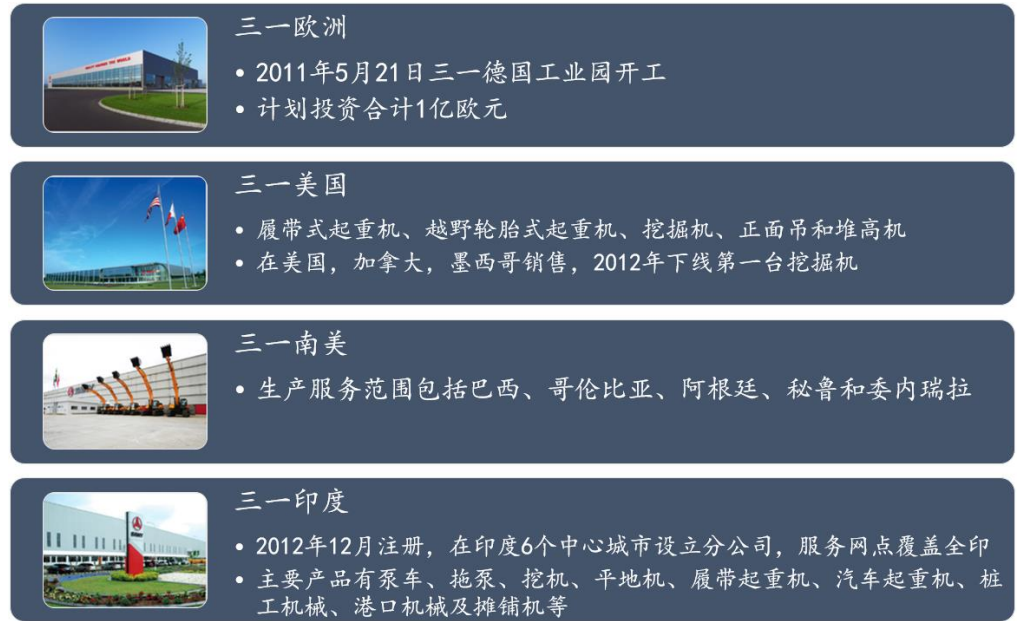 三一欧洲
• 2011年5月21日三一德国工业园开工
• 计划投资合计1亿欧元
三一美国
• 履带式起重机、越野轮胎式起重机、挖掘机、正面吊和堆高机
• 在美国，加拿大，墨西哥销售，2012年下线第一台挖掘机
三一南美
• 生产服务范围包括巴西、哥伦比亚、阿根廷、秘鲁和委内瑞拉
三一印度
• 2012年12月注册，在印度6个中心城市设立分公司，服务网点覆盖全印
• 主要产品有泵车、拖泵、挖机、平地机、履带起重机、汽车起重机、桩
工机械、港口机械及摊铺机等